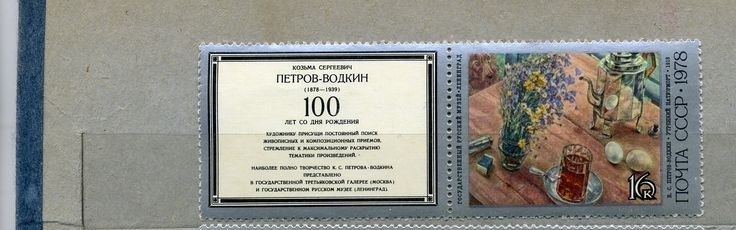 КОЗЬМА СЕРГЕЕВИЧ
ПЕТРОВ-ВОДКИН
(1878—1939)
100
ЛЕТ СО ДНЯ РОЖДЕНИЯ
ХУДОЖНИКУ ПРИСУЩИ ПОСТОЯННЫЙ ПОИСК
ЖИВОПИСНЫХ И КОМПОЗИЦИОННЫХ ПРИЁМОВ,
СТРЕМЛЕНИЕ К МАКСИМАЛЬНОМУ РАСКРЫТИЮ
ТЕМАТИКИ ПРОИЗВЕДЕНИЙ.
НАИБОЛЕЕ ПОЛНО ТВОРЧЕСТВО К. С. ПЕТРОВА-ВОДКИНА
ПРЕДСТАВЛЕНО
В ГОСУДАРСТВЕННОЙ ТРЕТЬЯКОВСКОЙ ГАЛЕРЕЕ (МОСКВА)
И ГОСУДАРСТВЕННОМ РУССКОМ МУЗЕЕ (ЛЕНИНГРАД).
ГОСУДАРСТВЕННЫЙ РУССКИЙ МУЗЕЙ•ЛЕНИНГРАД
16 К
К. С. ПЕТРОВ-ВОДКИН • УТРЕННИЙ НАТЮРМОРТ • 1918
ПОЧТА СССР•1978